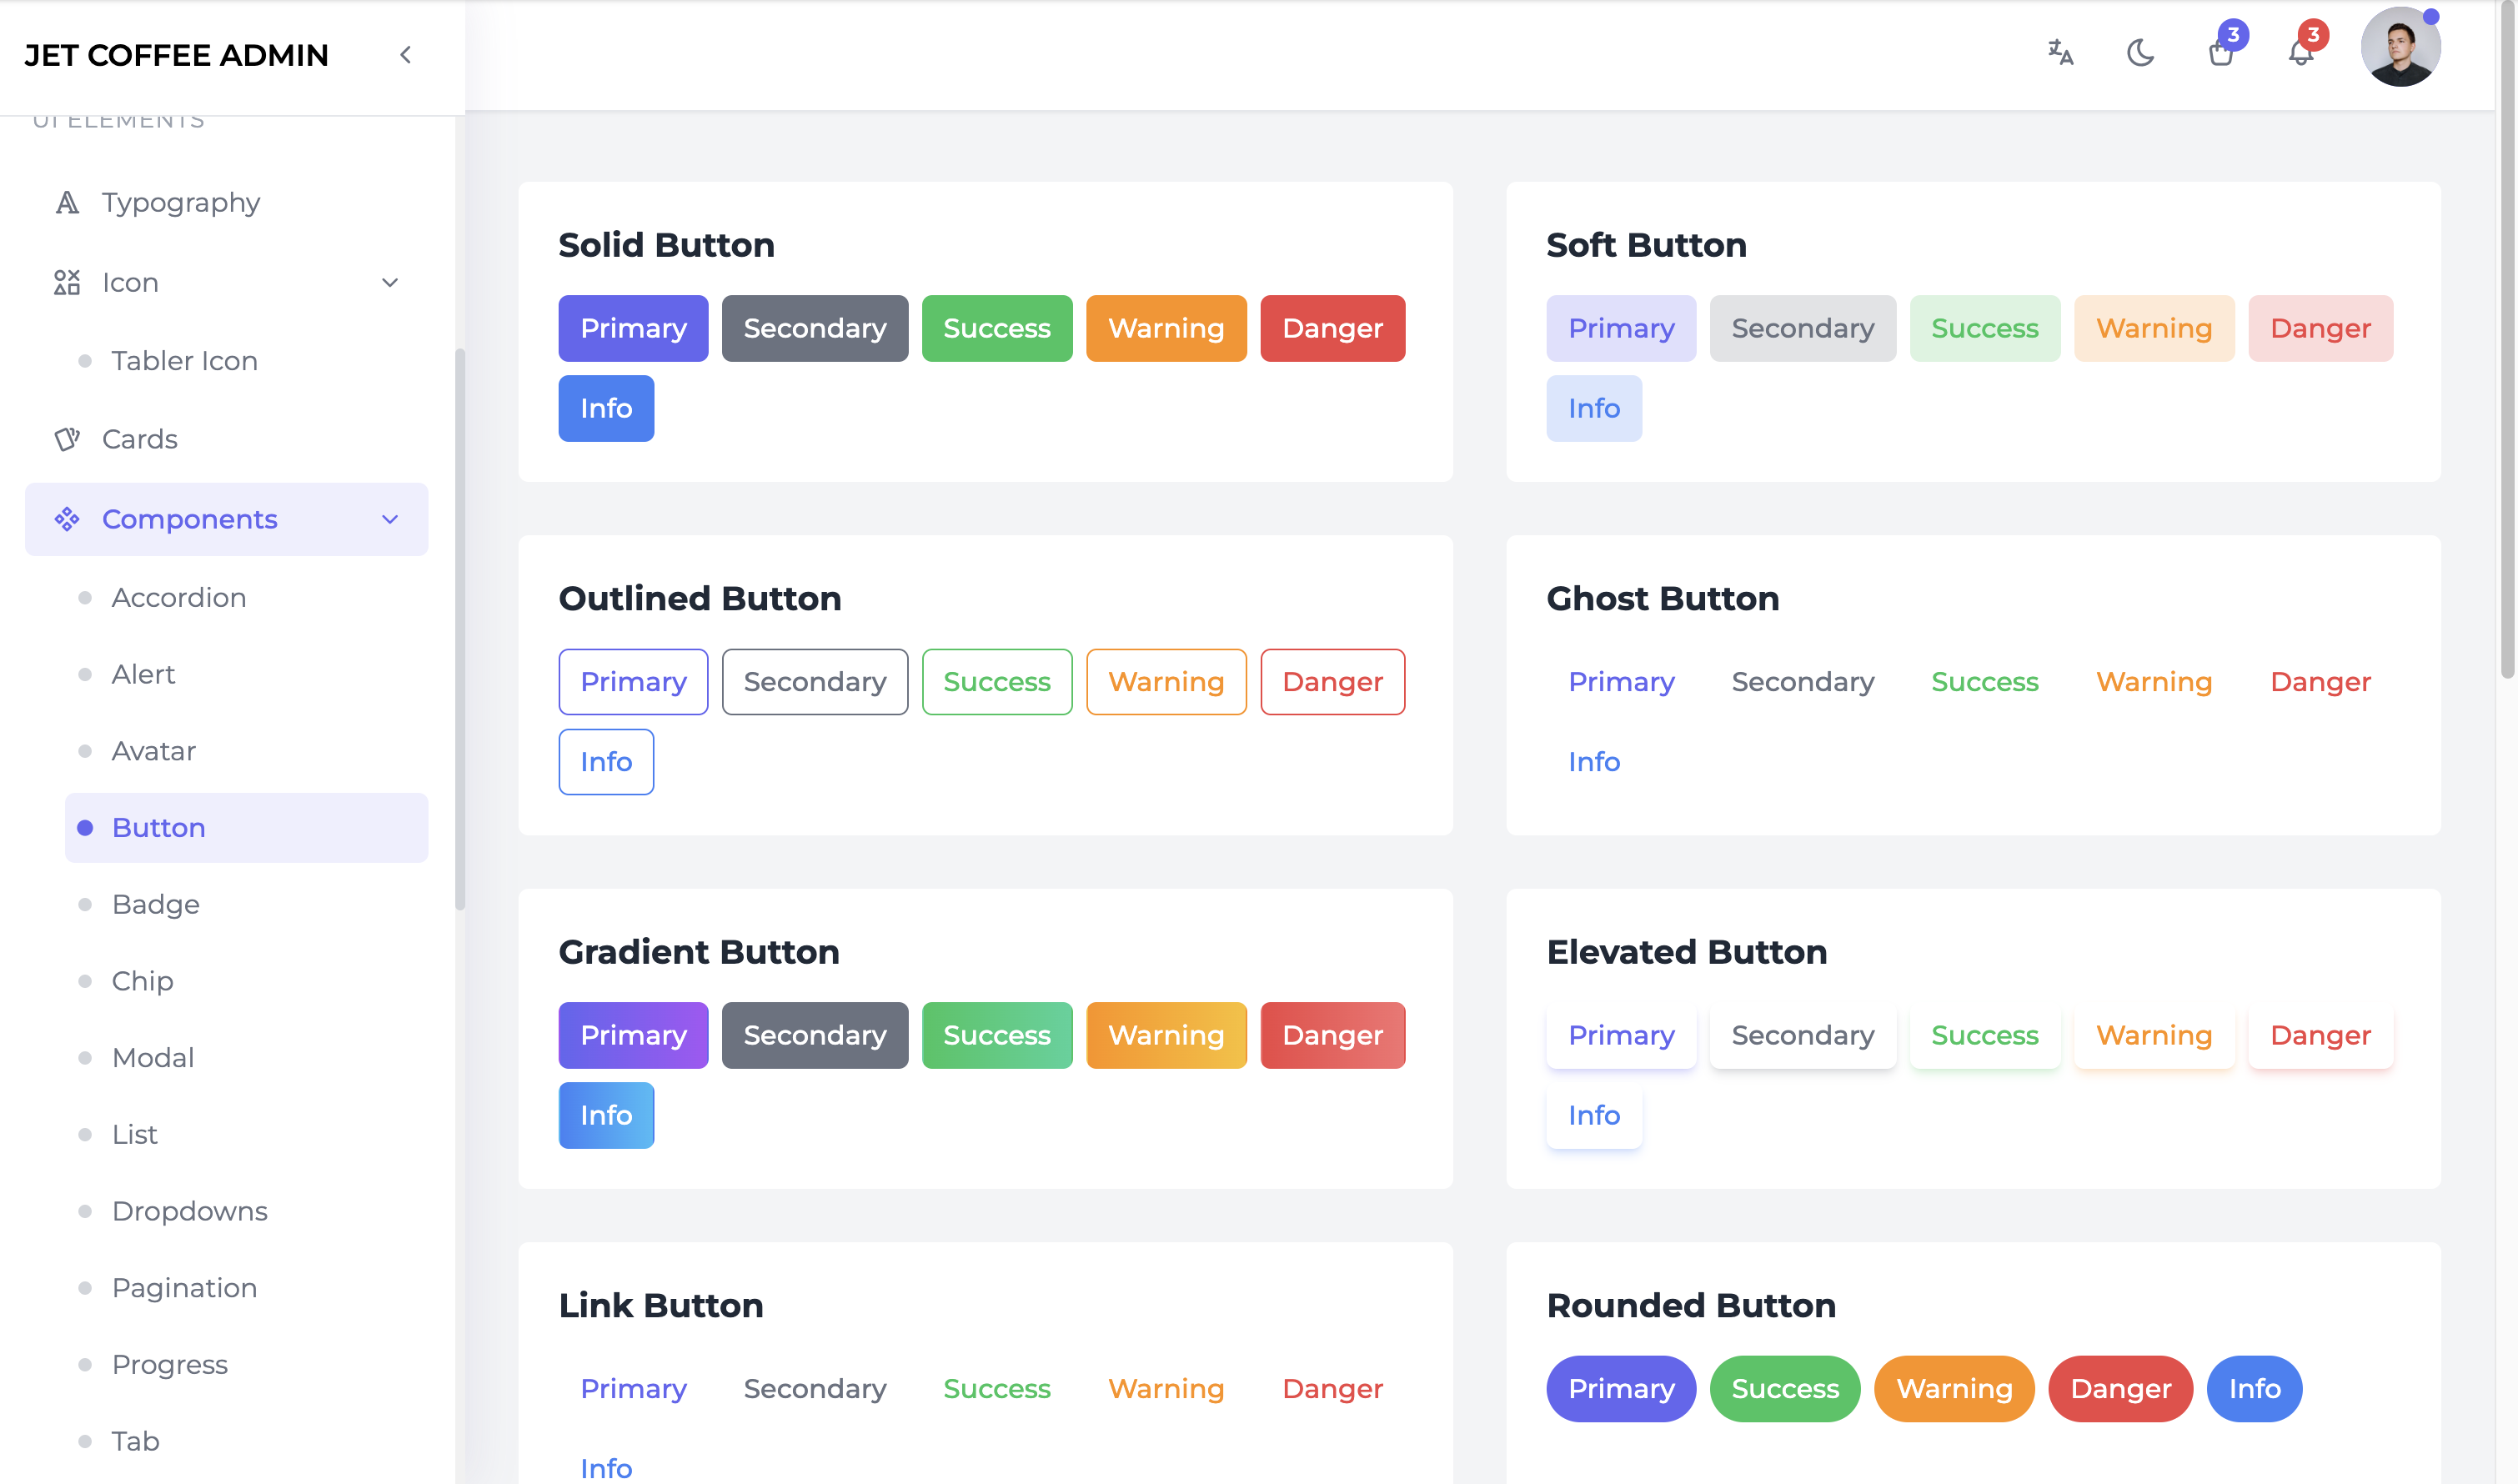 JET COFFEE ADMIN
3
3
UI ELEMENTS
Typography
Icon
Tabler Icon
Cards
Components
Accordion
Alert
Avatar
Button
Badge
Chip
Modal
List
Dropdowns
Pagination
Progress
Tab
Solid Button
Primary Secondary Success Warning Danger
Info
Soft Button
Primary Secondary Success Warning Danger
Info
Outlined Button
Primary Secondary Success Warning Danger
Info
Ghost Button
Primary Secondary Success Warning Danger
Info
Gradient Button
Primary Secondary Success Warning Danger
Info
Elevated Button
Primary Secondary Success Warning Danger
Info
Link Button
Primary Secondary Success Warning Danger
Info
Rounded Button
Primary Success Warning Danger Info